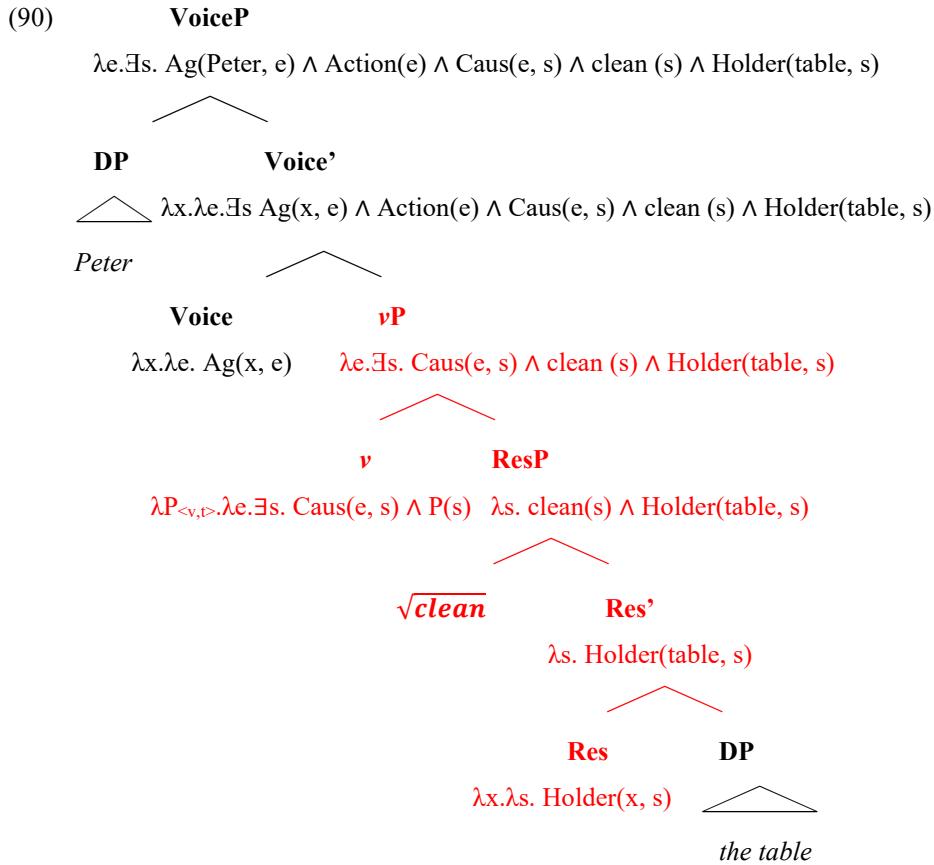 (90) VoiceP
λe.∃s. Ag(Peter, e) ∧ Action(e) ∧ Caus(e, s) ∧ clean (s) ∧ Holder(table, s)
DP Voice’
λx.λe.∃s Ag(x, e) ∧ Action(e) ∧ Caus(e, s) ∧ clean (s) ∧ Holder(table, s)
Peter
Voice vP
λx.λe. Ag(x, e) λe.∃s. Caus(e, s) ∧ clean (s) ∧ Holder(table, s)
v ResP
λP<v,t>.λe.∃s. Caus(e, s) ∧ P(s) λs. clean(s) ∧ Holder(table, s)
√clean Res’
λs. Holder(table, s)
Res DP
λx.λs. Holder(x, s)
the table